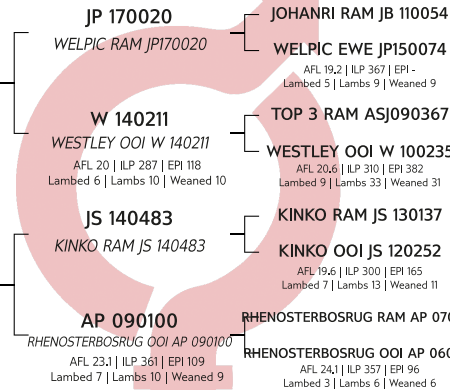 JP 170020
WELPIC RAM JP170020
W 140211
WESTLEY OOI W 140211
AFL 20 | ILP 287 | EPI 118
Lambed 6 | Lambs 10 | Weaned 10
JS 140483
KINKO RAM JS 140483
AP 090100
RHENOSTERBOSRUG OOI AP 090100
AFL 23.1 | ILP 361 | EPI 109
Lambed 7 | Lambs 10 | Weaned 9
JOHANRI RAM JB 110054
WELPIC EWE JP150074
AFL 19.2 | ILP 367 | EPI -
Lambed 5 | Lambs 9 | Weaned 9
TOP 3 RAM ASJ090367
WESTLEY OOI W 100235
AFL 20.6 | ILP 310 | EPI 382
Lambed 9 | Lambs 33 | Weaned 31
KINKO RAM JS 130137
KINKO OOI JS 120252
AFL 19.6 | ILP 300 | EPI 165
Lambed 7 | Lambs 13 | Weaned 11
RHENOSTERBOSRUG RAM AP
RHENOSTERBOSRUG OOI AP
AFL 24.1 | ILP 357 | EPI 96
Lambed 3 | Lambs 6 | Weaned 6